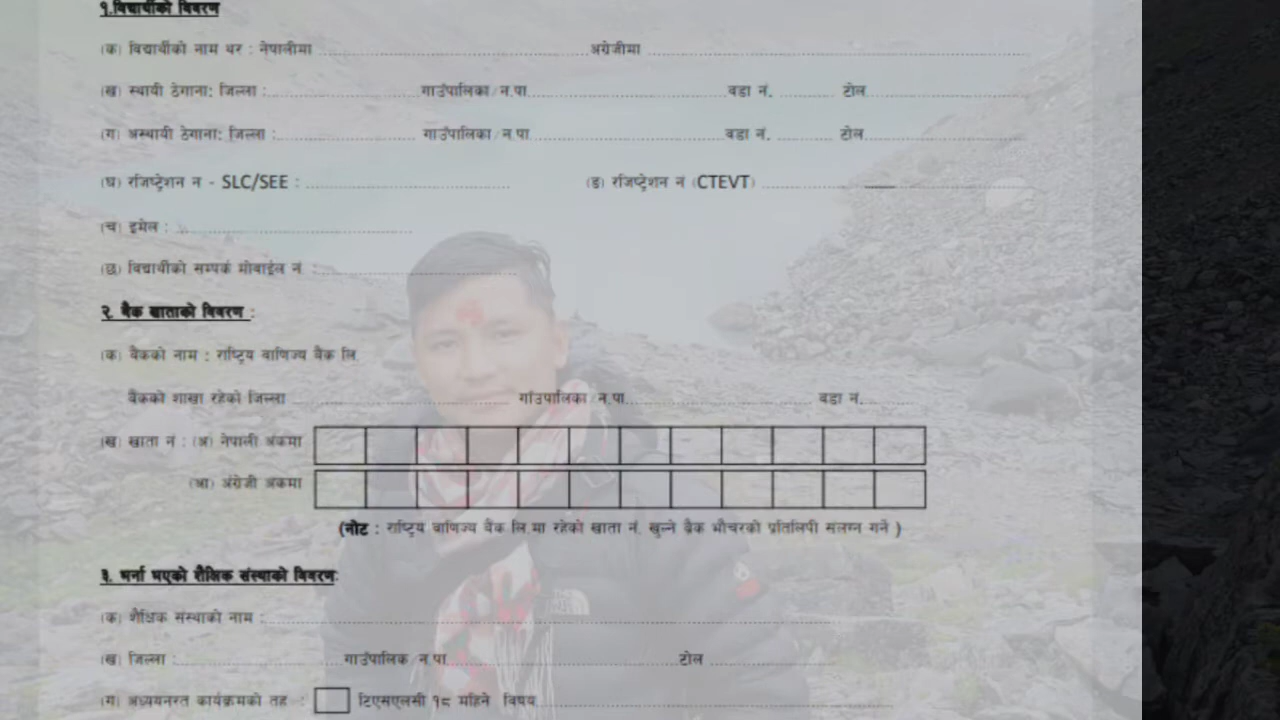 १.विद्यार्थीको विवरण
(क) विद्यार्थीको नाम थर : नेपालीमा ........ अंग्रेजीमा ........
(ख) स्थायी ठेगाना: जिल्ला : ........ गाउँपालिका/न.पा. ........ वडा नं. ........ टोल ........
(ग) अस्थायी ठेगाना: जिल्ला : ........ गाउँपालिका/न.पा. ........ वडा नं. ........ टोल ........
(घ) रजिष्ट्रेशन न - SLC/SEE : ........ (ङ) रजिष्ट्रेशन नं (CTEVT) ........
(च) इमेल : ........
(छ) विद्यार्थीको सम्पर्क मोबाईल नं. : ........
२. बैंक खाताको विवरण :
(क) बैंकको नाम : राष्ट्रिय बाणिज्य बैंक लि.
बैंकको शाखा रहेको जिल्ला ........ गाँउपालिका/न.पा. ........ वडा नं. ........
(ख) खाता नं : (अ) नेपाली अंकमा
(आ) अंग्रेजी अंकमा
(नोट : राष्ट्रिय बाणिज्य बैंक लि.मा रहेको खाता नं. खुल्ने बैंक भौचरको प्रतिलिपी संलग्न गर्ने )
३. भर्ना भएको शैक्षिक संस्थाको विवरण:
(क) शैक्षिक संस्थाको नाम : ........
(ख) जिल्ला : ........ गाउँपालिक/न.पा. ........ टोल ........
(ग) अध्ययनरत कार्यक्रमको तह : टिएसएलसी १८ महिने विषय ........